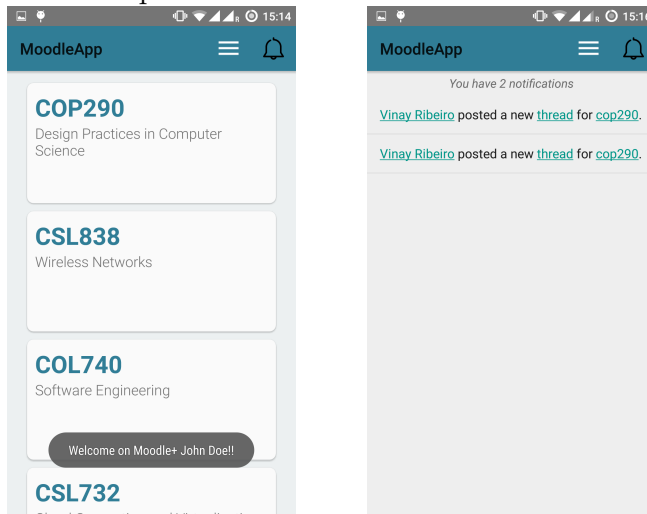 15:14
MoodleApp
COP290
Design Practices in Computer
Science
CSL838
Wireless Networks
COL740
Software Engineering
Welcome on Moodle+ John Doe!!
CSL732
MoodleApp
You have 2 notifications
Vinay Ribeiro posted a new thread for cop290.
Vinay Ribeiro posted a new thread for cop290.